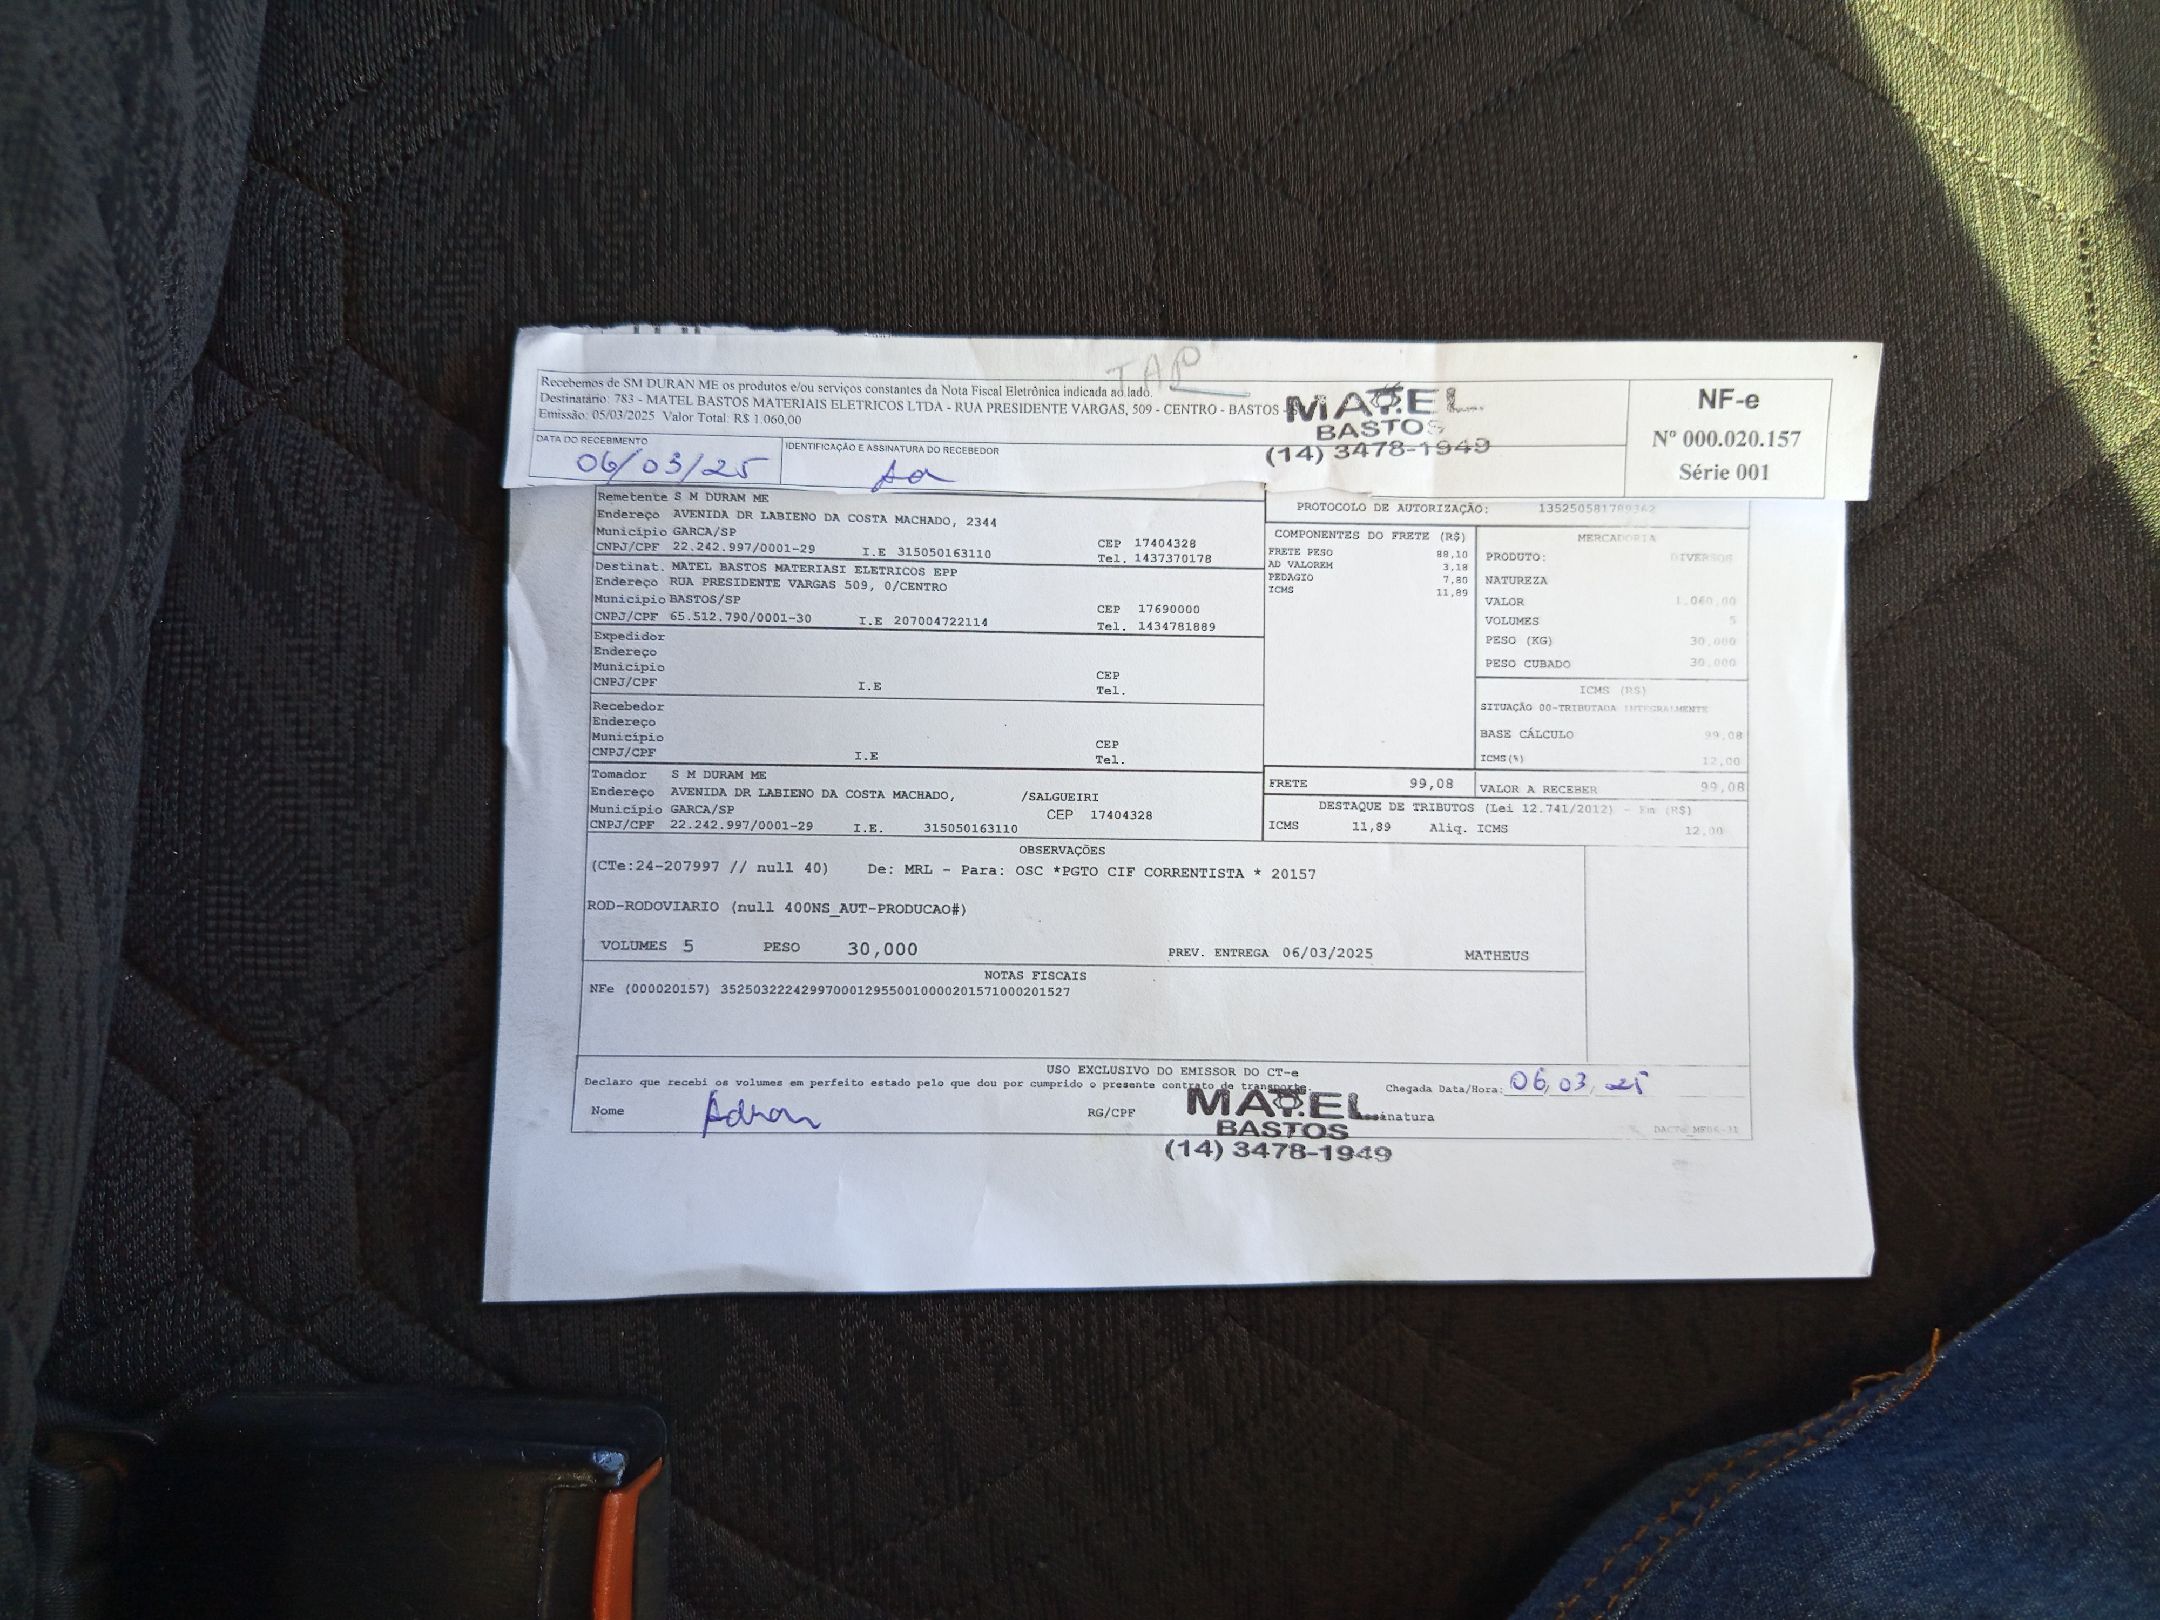 TAP
Recebemos de SM DURAN ME os produtos e/ou serviços constantes da Nota Fiscal Eletrônica indicada ao lado.
Destinatário: 783 - MATEL BASTOS MATERIAIS ELETRICOS LTDA - RUA PRESIDENTE VARGAS, 509 - CENTRO - BASTOS -
Emissão: 05/03/2025 Valor Total: R$ 1.060,00
MATEL
BASTOS
(14) 3478-1949
NF-e
Nº 000.020.157
Série 001
DATA DO RECEBIMENTO
06/03/25
IDENTIFICAÇÃO E ASSINATURA DO RECEBEDOR
Remetente S M DURAM ME
Endereço AVENIDA DR LABIENO DA COSTA MACHADO, 2344
Município GARCA/SP
CEP 17404328
CNPJ/CPF 22.242.997/0001-29 I.E 315050163110
Tel. 1437370178
Destinat. MATEL BASTOS MATERIASI ELETRICOS EPP
Endereço RUA PRESIDENTE VARGAS 509, 0/CENTRO
Município BASTOS/SP
CEP 17690000
CNPJ/CPF 65.512.790/0001-30 I.E 207004722114
Tel. 1434781889
Expedidor
Endereço
Município
CEP
CNPJ/CPF I.E
Tel.
Recebedor
Endereço
Município
CEP
CNPJ/CPF I.E
Tel.
Tomador S M DURAM ME
Endereço AVENIDA DR LABIENO DA COSTA MACHADO, /SALGUEIRI
Município GARCA/SP
CEP 17404328
CNPJ/CPF 22.242.997/0001-29 I.E. 315050163110
PROTOCOLO DE AUTORIZAÇÃO:
COMPONENTES DO FRETE (R$)
FRETE PESO 88,10
AD VALOREM 3,18
PEDAGIO 7,80
ICMS 11,89
MERCADORIA
PRODUTO: DIVERSOS
NATUREZA
VALOR 1.060,00
VOLUMES 5
PESO (KG) 30,000
PESO CUBADO 30,000
ICMS (R$)
SITUAÇÃO 00-TRIBUTADA INTEGRALMENTE
BASE CÁLCULO 99,08
ICMS(%) 12,00
FRETE 99,08
VALOR A RECEBER 99,08
DESTAQUE DE TRIBUTOS (Lei 12.741/2012) - Em (R$)
ICMS 11,89 Aliq. ICMS 12,00
OBSERVAÇÕES
(CTe:24-207997 // null 40) De: MRL - Para: OSC *PGTO CIF CORRENTISTA * 20157
ROD-RODOVIARIO (null 400NS_AUT-PRODUCAO#)
VOLUMES 5 PESO 30,000 PREV. ENTREGA 06/03/2025 MATHEUS
NOTAS FISCAIS
NFe (000020157) 35250322242997000129550010000201571000201527
USO EXCLUSIVO DO EMISSOR DO CT-e
Declaro que recebi os volumes em perfeito estado pelo que dou por cumprido o presente contrato de transporte.
Chegada Data/Hora: 06,03,25
Nome
RG/CPF
MATEL
BASTOS
(14) 3478-1949